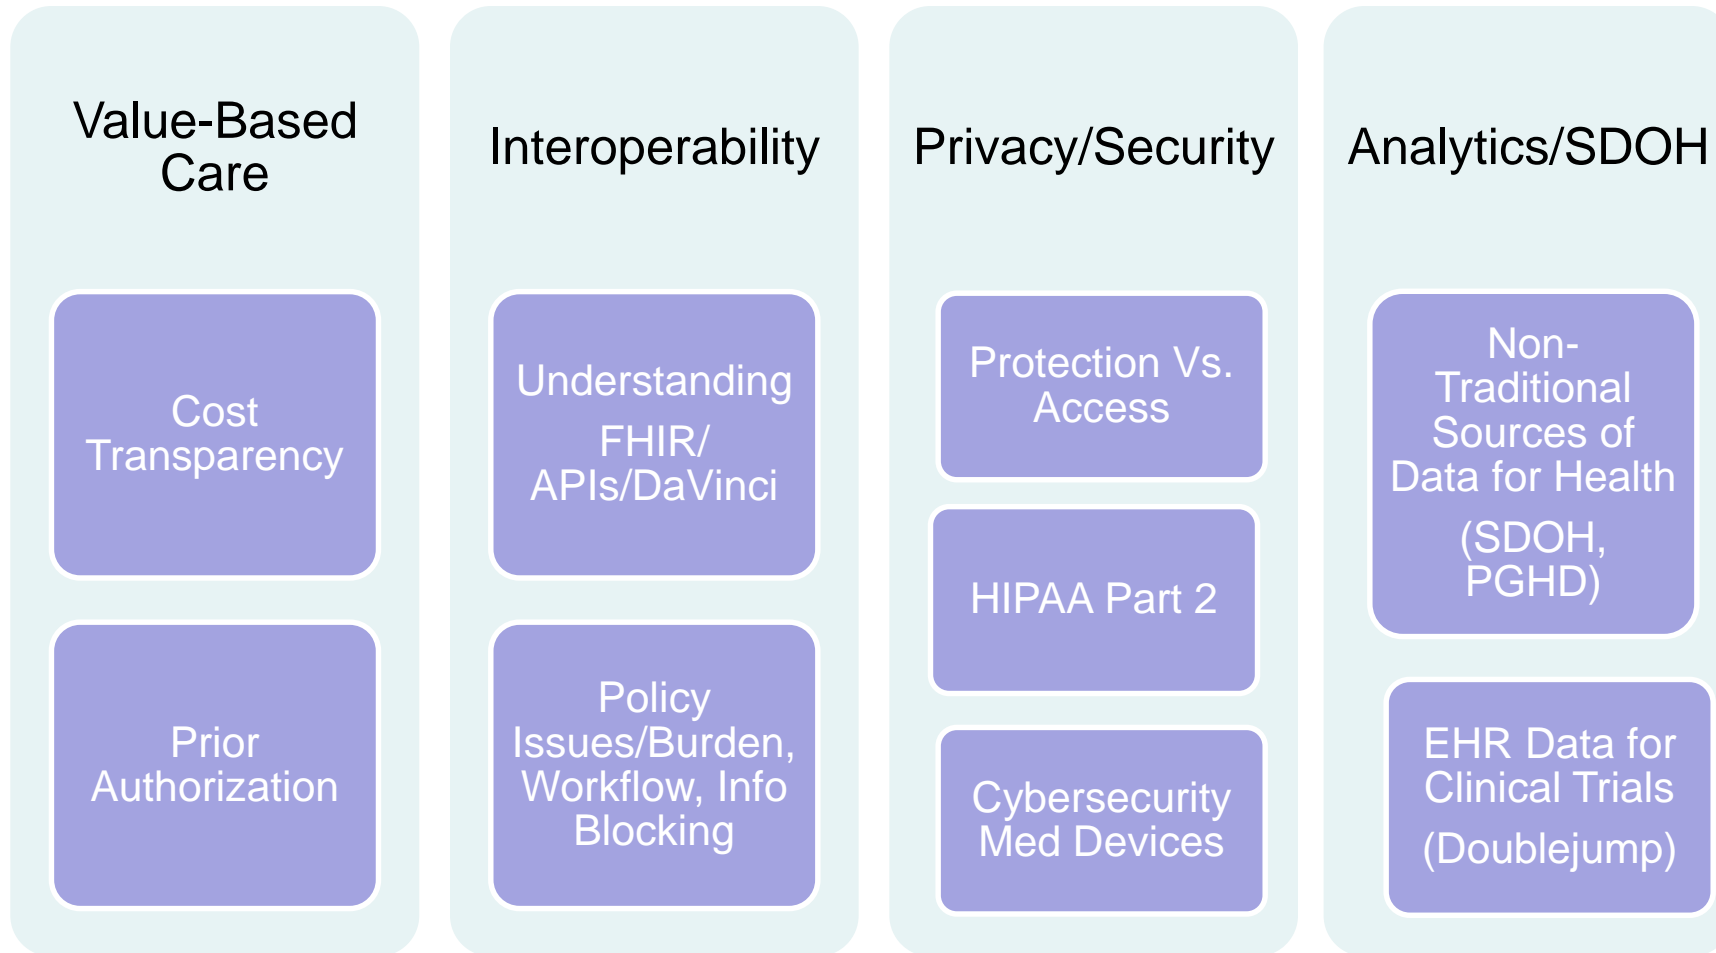 Value-Based
Care
Cost
Transparency
Prior
Authorization
Interoperability
Understanding
FHIR/
APIs/DaVinci
Policy
Issues/Burden,
Workflow, Info
Blocking
Privacy/Security
Protection Vs.
Access
HIPAA Part 2
Cybersecurity
Med Devices
Analytics/SDOH
Non-
Traditional
Sources of
Data for Health
(SDOH,
PGHD)
EHR Data for
Clinical Trials
(Doublejump)